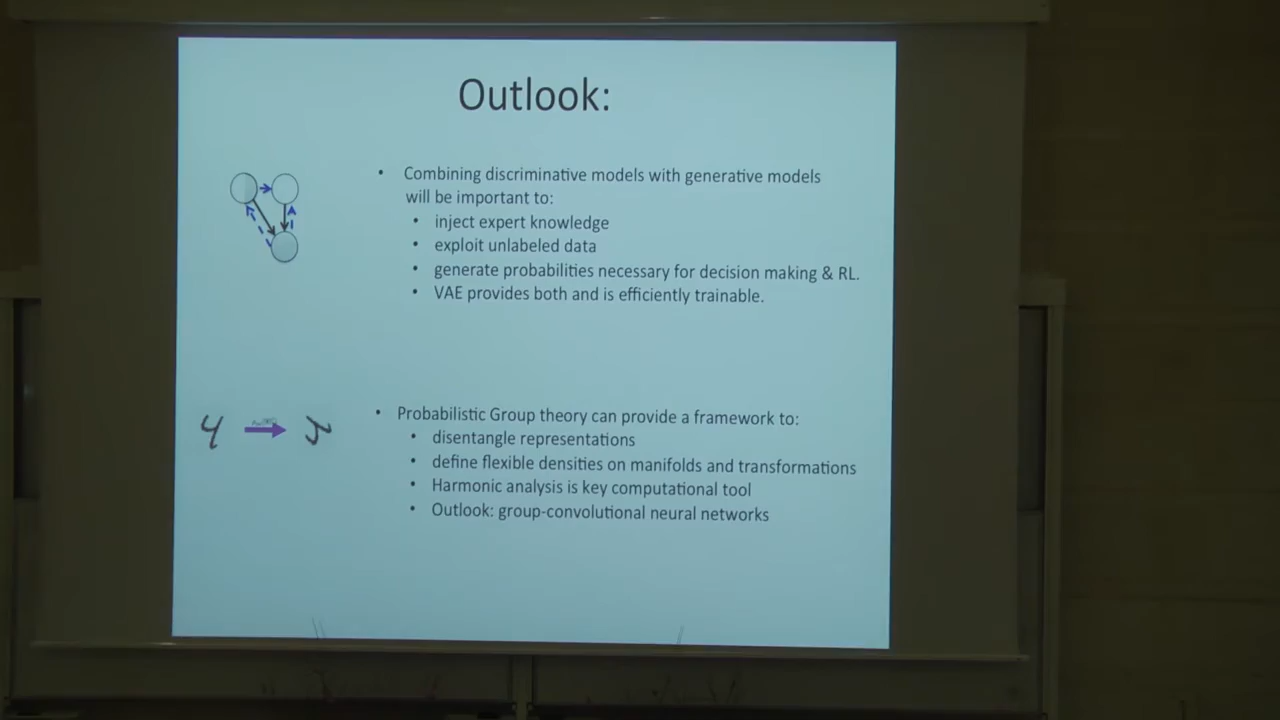 Outlook:
• Combining discriminative models with generative models
will be important to:
• inject expert knowledge
• exploit unlabeled data
• generate probabilities necessary for decision making & RL.
• VAE provides both and is efficiently trainable.
• Probabilistic Group theory can provide a framework to:
4
• disentangle representations
• define flexible densities on manifolds and transformations
• Harmonic analysis is key computational tool
• Outlook: group-convolutional neural networks